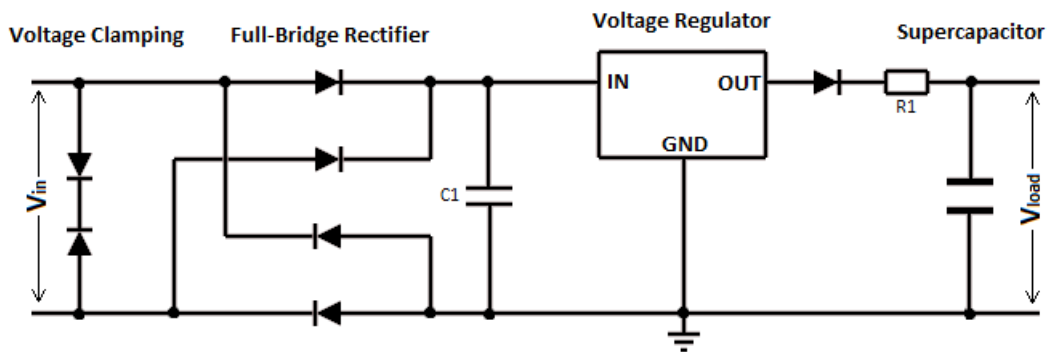 Voltage Clamping
Full-Bridge Rectifier
Voltage Regulator
Supercapacitor
IN
OUT
GND
R1
C1
Vin
Vload